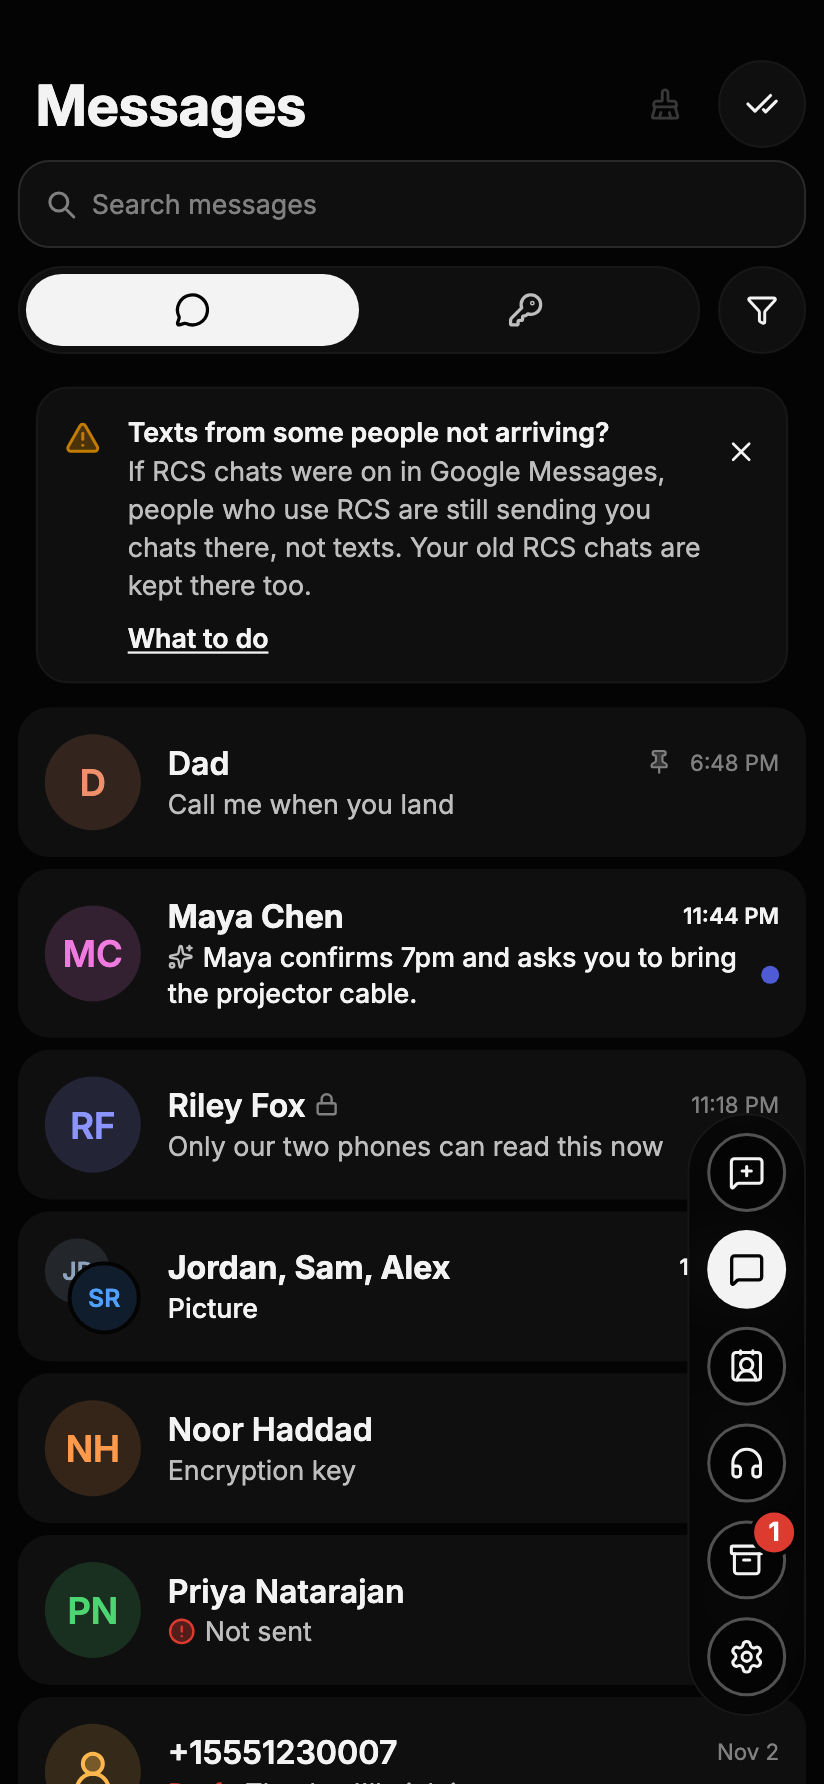 Messages
Search messages
Texts from some people not arriving?
If RCS chats were on in Google Messages,
people who use RCS are still sending you
chats there, not texts. Your old RCS chats are
kept there too.
What to do
D
Dad
6:48 PM
Call me when you land
MC
Maya Chen
11:44 PM
Maya confirms 7pm and asks you to bring
the projector cable.
RF
Riley Fox
11:18 PM
Only our two phones can read this now
SR
Jordan, Sam, Alex
Picture
NH
Noor Haddad
Encryption key
1
PN
Priya Natarajan
Not sent
+15551230007
Nov 2